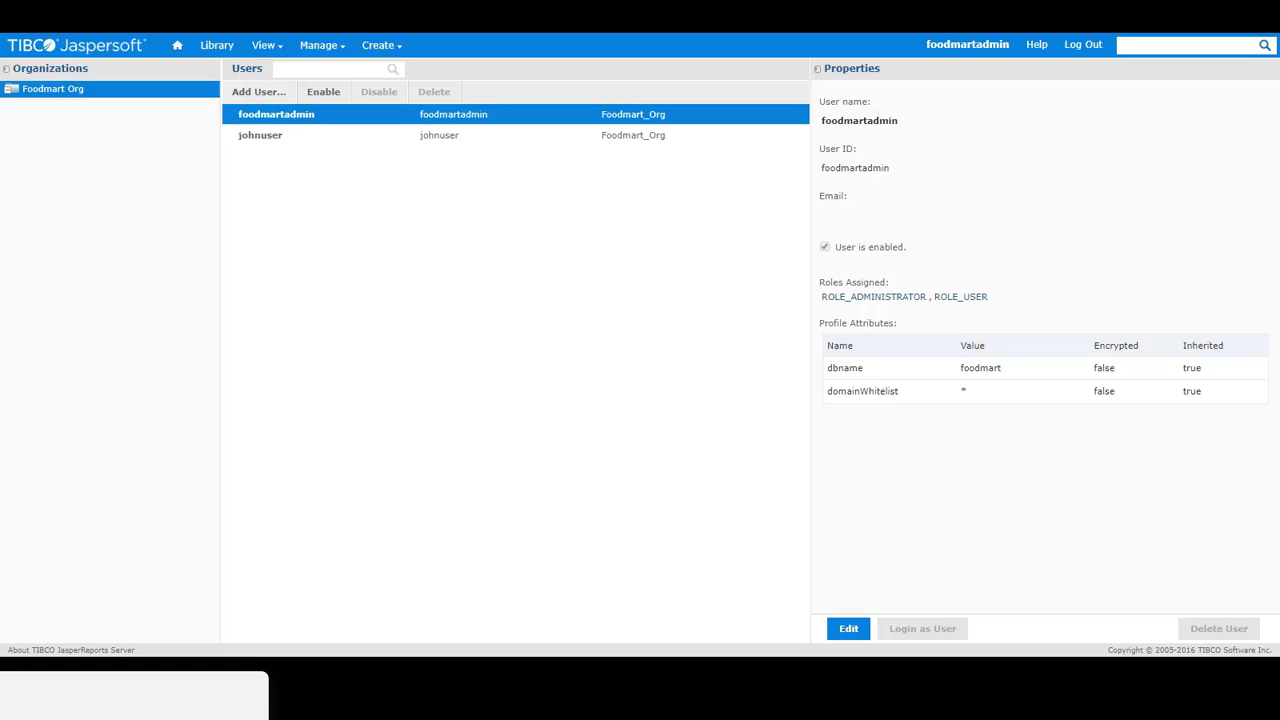 TIBCO Jaspersoft® Library View Manage Create foodmartadmin Help Log Out
Organizations
Foodmart Org
Users
Add User... Enable Disable Delete
foodmartadmin foodmartadmin Foodmart_Org
johnuser johnuser Foodmart_Org
Properties
User name:
foodmartadmin
User ID:
foodmartadmin
Email:
User is enabled.
Roles Assigned:
ROLE_ADMINISTRATOR , ROLE_USER
Profile Attributes:
Name Value Encrypted Inherited
dbname foodmart false true
domainWhitelist * false true
Edit Login as User Delete User
About TIBCO JasperReports Server Copyright © 2005-2016 TIBCO Software Inc.